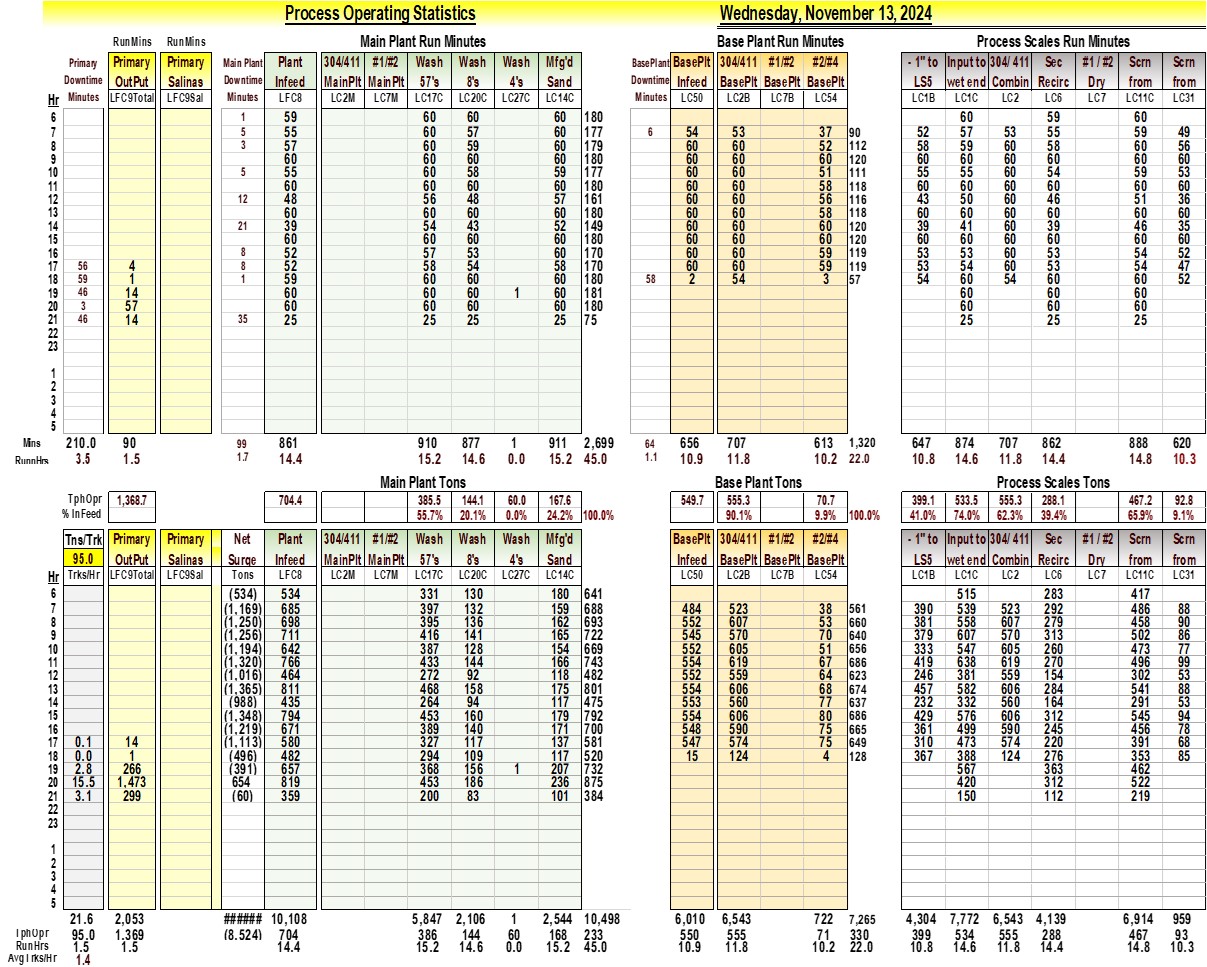 Process Operating Statistics Wednesday, November 13, 2024
RunMins RunMins Main Plant Run Minutes Base Plant Run Minutes Process Scales Run Minutes
Primary Primary Primary Main Plant Plant 304/411 #1/#2 Wash Wash Wash Mfg'd BasePlant BasePlt 304/411 #1/#2 #2/#4 - 1" to Input to 304/ 411 Sec #1 / #2 Scrn Scrn
Downtime OutPut Salinas Downtime Infeed MainPlt MainPlt 57's 8's 4's Sand Downtime Infeed BasePlt BasePlt BasePlt LS5 wet end Combin Recirc Dry from from
Hr Minutes LFC9Total LFC9Sal Minutes LFC8 LC2M LC7M LC17C LC20C LC27C LC14C Minutes LC50 LC2B LC7B LC54 LC1B LC1C LC2 LC6 LC7 LC11C LC31
6 1 59 60 60 60 180 60 59 60
7 5 55 60 57 60 177 6 54 53 37 90 52 57 53 55 59 49
8 3 57 60 59 60 179 60 60 52 112 58 59 60 58 60 56
9 60 60 60 60 180 60 60 60 120 60 60 60 60 60 60
10 5 55 60 58 59 177 60 60 51 111 55 55 60 54 59 53
11 60 60 60 60 180 60 60 58 118 60 60 60 60 60 60
12 12 48 56 48 57 161 60 60 56 116 43 50 60 46 51 36
13 60 60 60 60 180 60 60 58 118 60 60 60 60 60 60
14 21 39 54 43 52 149 60 60 60 120 39 41 60 39 46 35
15 60 60 60 60 180 60 60 60 120 60 60 60 60 60 60
16 8 52 57 53 60 170 60 60 59 119 53 53 60 53 54 52
17 56 4 8 52 58 54 58 170 60 60 59 119 53 54 60 53 54 47
18 59 1 1 59 60 60 60 180 58 2 54 3 57 54 60 54 60 60 52
19 46 14 60 60 60 1 60 181 60 60 60
20 3 57 60 60 60 60 180 60 60 60
21 46 14 35 25 25 25 25 75 25 25 25
22
23
1
2
3
4
5
Mins 210.0 90 99 861 910 877 1 911 2,699 64 656 707 613 1,320 647 874 707 862 888 620
RunnHrs 3.5 1.5 1.7 14.4 15.2 14.6 0.0 15.2 45.0 1.1 10.9 11.8 10.2 22.0 10.8 14.6 11.8 14.4 14.8 10.3
Main Plant Tons Base Plant Tons Process Scales Tons
TphOpr 1,368.7 704.4 385.5 144.1 60.0 167.6 549.7 555.3 70.7 399.1 533.5 555.3 288.1 467.2 92.8
% InFeed 55.7% 20.1% 0.0% 24.2% 100.0% 90.1% 9.9% 100.0% 41.0% 74.0% 62.3% 39.4% 65.9% 9.1%
Tns/Trk Primary Primary Net Plant 304/411 #1/#2 Wash Wash Wash Mfg'd BasePlt 304/411 #1/#2 #2/#4 - 1" to Input to 304/ 411 Sec #1 / #2 Scrn Scrn
95.0 OutPut Salinas Surge Infeed MainPlt MainPlt 57's 8's 4's Sand Infeed BasePlt BasePlt BasePlt LS5 wet end Combin Recirc Dry from from
Hr Trks/Hr LFC9Total LFC9Sal Tons LFC8 LC2M LC7M LC17C LC20C LC27C LC14C LC50 LC2B LC7B LC54 LC1B LC1C LC2 LC6 LC7 LC11C LC31
6 (534) 534 331 130 180 641 515 283 417
7 (1,169) 685 397 132 159 688 484 523 38 561 390 539 523 292 486 88
8 (1,250) 698 395 136 162 693 552 607 53 660 381 558 607 279 458 90
9 (1,256) 711 416 141 165 722 545 570 70 640 379 607 570 313 502 86
10 (1,194) 642 387 128 154 669 552 605 51 656 333 547 605 260 473 77
11 (1,320) 766 433 144 166 743 554 619 67 686 419 638 619 270 496 99
12 (1,016) 464 272 92 118 482 552 559 64 623 246 381 559 154 302 53
13 (1,365) 811 468 158 175 801 554 606 68 674 457 582 606 284 541 88
14 (988) 435 264 94 117 475 553 560 77 637 232 332 560 164 291 53
15 (1,348) 794 453 160 179 792 554 606 80 686 429 576 606 312 545 94
16 (1,219) 671 389 140 171 700 548 590 75 665 361 499 590 245 456 78
17 0.1 14 (1,113) 580 327 117 137 581 547 574 75 649 310 473 574 220 391 68
18 0.0 1 (496) 482 294 109 117 520 15 124 4 128 367 388 124 276 353 85
19 2.8 266 (391) 657 368 156 1 207 732 567 363 462
20 15.5 1,473 654 819 453 186 236 875 420 312 522
21 3.1 299 (60) 359 200 83 101 384 150 112 219
22
23
1
2
3
4
5
21.6 2,053 ###### 10,108 5,847 2,106 1 2,544 10,498 6,010 6,543 722 7,265 4,304 7,772 6,543 4,139 6,914 959
TphOpr 95.0 1,369 (8,524) 704 386 144 60 168 233 550 555 71 330 399 534 555 288 467 93
RunHrs 1.5 1.5 14.4 15.2 14.6 0.0 15.2 45.0 10.9 11.8 10.2 22.0 10.8 14.6 11.8 14.4 14.8 10.3
AvgTrks/Hr 1.4